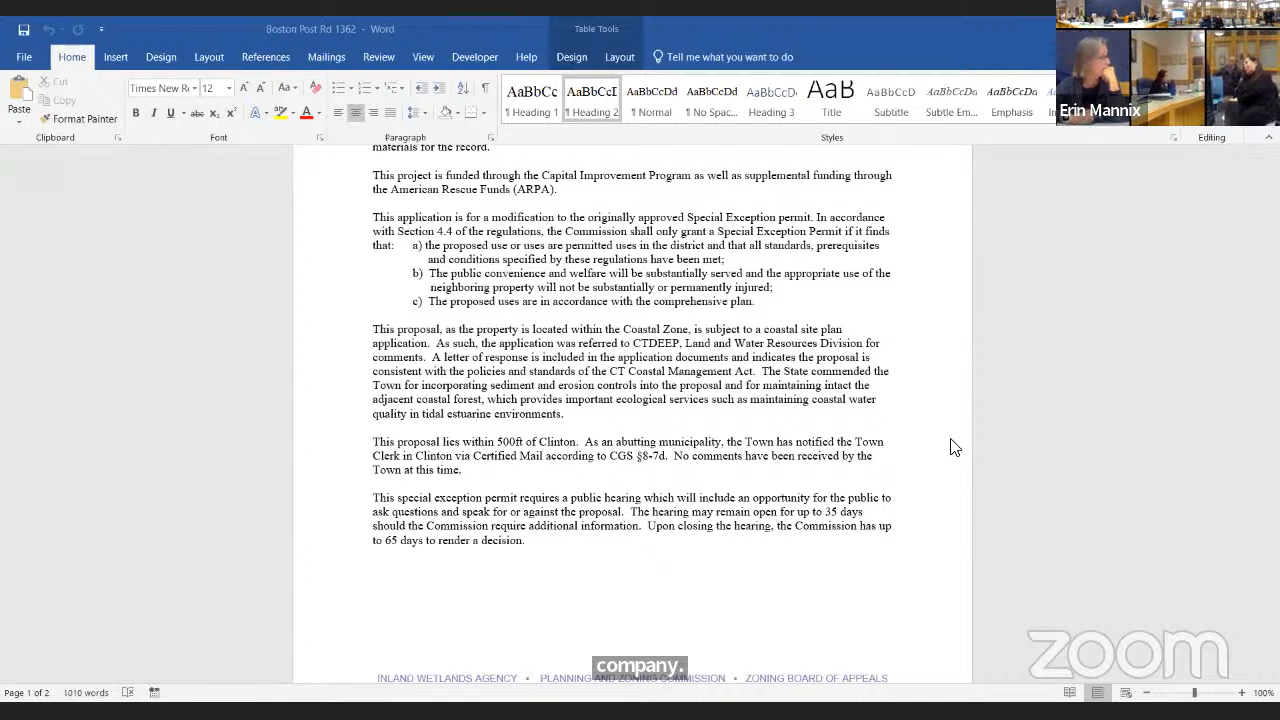 Boston Post Rd 1362 - Word
Table Tools
File
Home
Insert
Design
Layout
References
Mailings
Review
View
Developer
Help
Design
Layout
Tell me what you want to do
Erin Mannix
Paste
Cut
Copy
Format Painter
Clipboard
Times New R
12
Font
Paragraph
AaBbCc
¶ Heading 1
AaBbCcI
¶ Heading 2
AaBbCcDd
¶ Normal
AaBbCcDd
¶ No Spac...
AaBbCcDd
Heading 3
AaB
Title
AaBbCcDd
Subtitle
AaBbCcDd
Subtle Em...
AaBbCcDd
Emphasis
Styles
Editing
materials for the record.
This project is funded through the Capital Improvement Program as well as supplemental funding through
the American Rescue Funds (ARPA).
This application is for a modification to the originally approved Special Exception permit. In accordance
with Section 4.4 of the regulations, the Commission shall only grant a Special Exception Permit if it finds
that: a) the proposed use or uses are permitted uses in the district and that all standards, prerequisites
and conditions specified by these regulations have been met;
b) The public convenience and welfare will be substantially served and the appropriate use of the
neighboring property will not be substantially or permanently injured;
c) The proposed uses are in accordance with the comprehensive plan.
This proposal, as the property is located within the Coastal Zone, is subject to a coastal site plan
application. As such, the application was referred to CTDEEP, Land and Water Resources Division for
comments. A letter of response is included in the application documents and indicates the proposal is
consistent with the policies and standards of the CT Coastal Management Act. The State commended the
Town for incorporating sediment and erosion controls into the proposal and for maintaining intact the
adjacent coastal forest, which provides important ecological services such as maintaining coastal water
quality in tidal estuarine environments.
This proposal lies within 500ft of Clinton. As an abutting municipality, the Town has notified the Town
Clerk in Clinton via Certified Mail according to CGS §8-7d. No comments have been received by the
Town at this time.
This special exception permit requires a public hearing which will include an opportunity for the public to
ask questions and speak for or against the proposal. The hearing may remain open for up to 35 days
should the Commission require additional information. Upon closing the hearing, the Commission has up
to 65 days to render a decision.
company.
INLAND WETLANDS AGENCY • PLANNING AND ZONING COMMISSION • ZONING BOARD OF APPEALS
zoom
Page 1 of 2
1010 words
100%